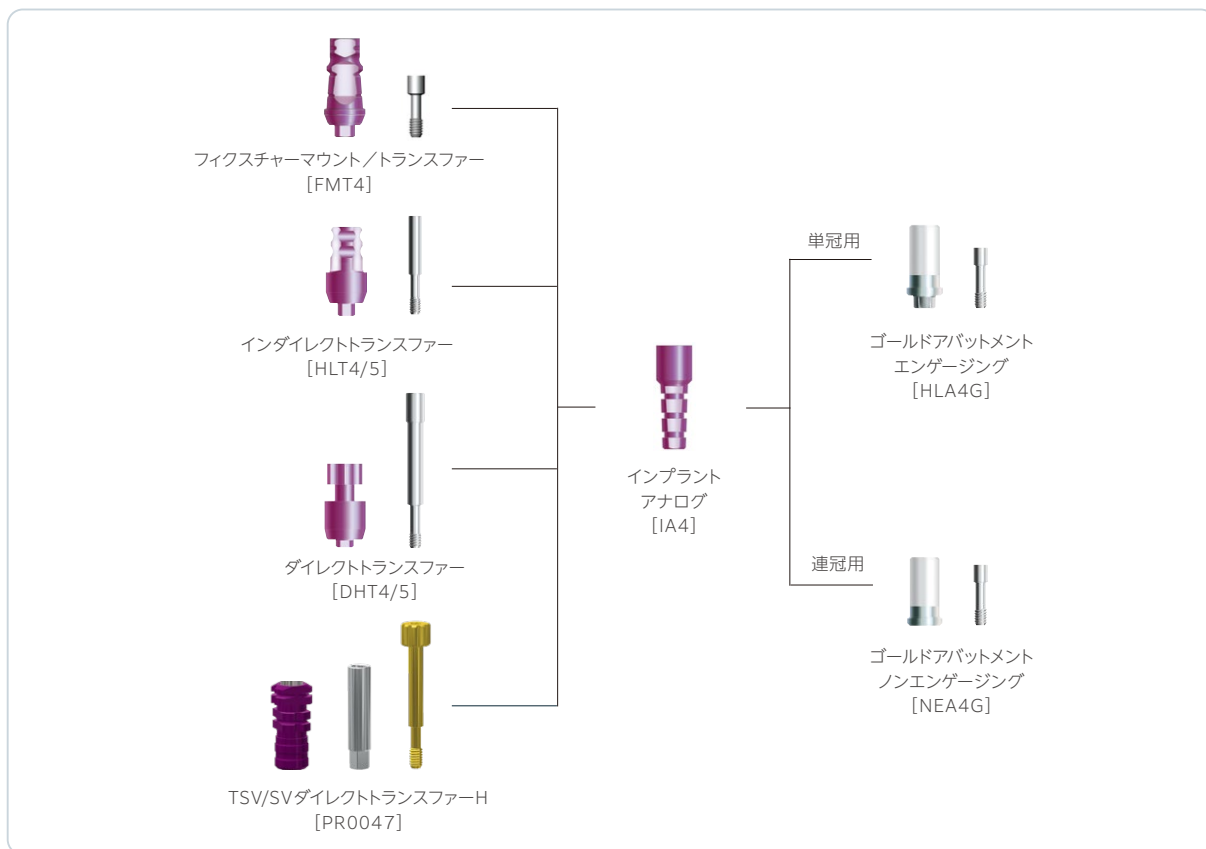 フィクスチャーマウント／トランスファー
[FMT4]
インダイレクトトランスファー
[HLT4/5]
ダイレクトトランスファー
[DHT4/5]
TSV/SVダイレクトトランスファーH
[PR0047]
インプラント
アナログ
[IA4]
単冠用
ゴールドアバットメント
エンゲージング
[HLA4G]
連冠用
ゴールドアバットメント
ノンエンゲージング
[NEA4G]